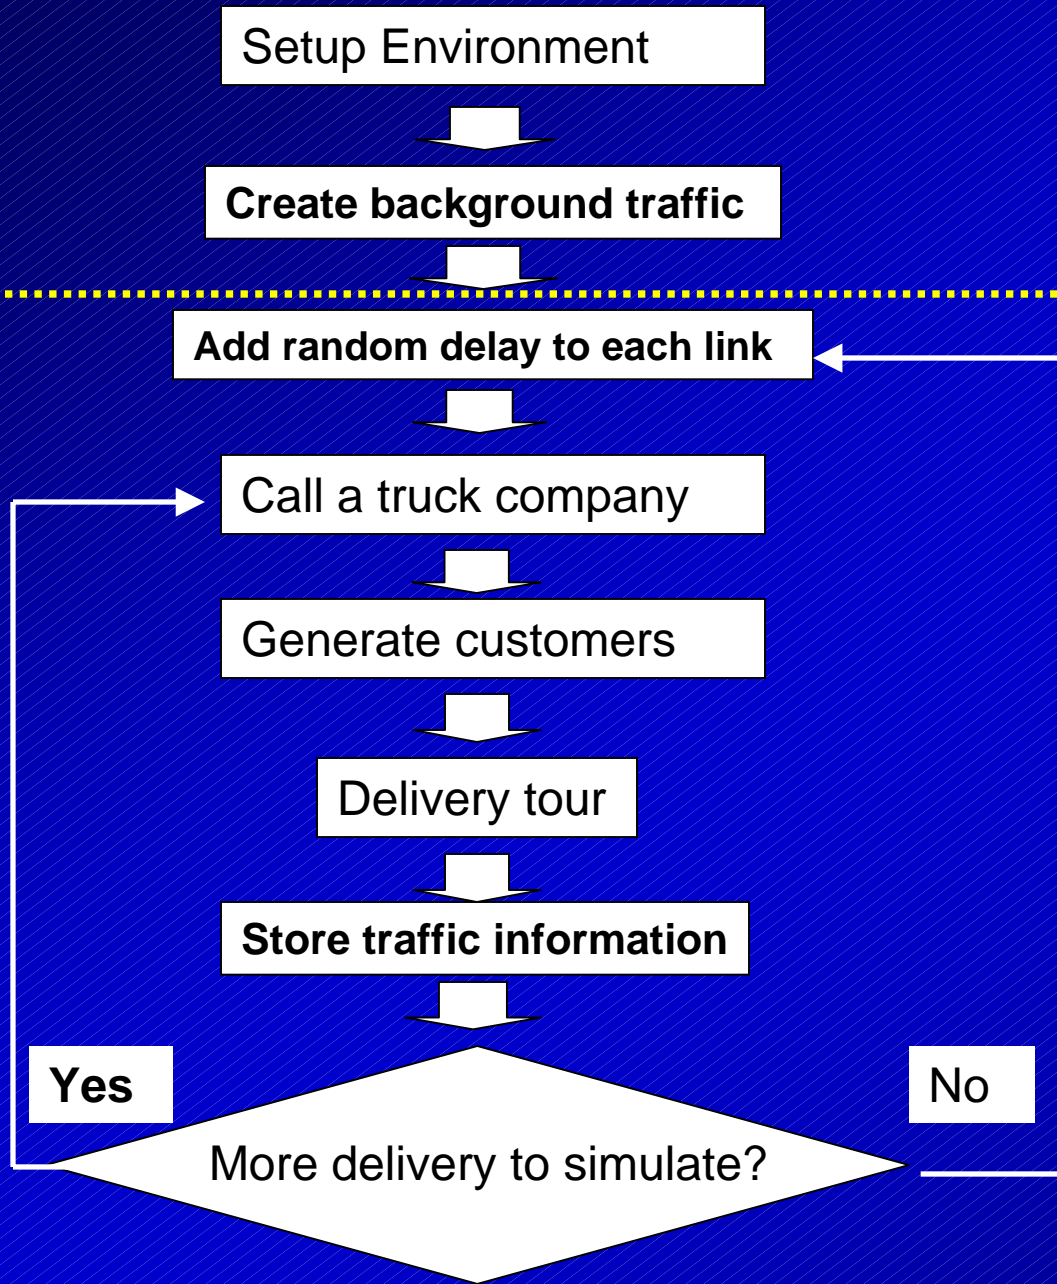 Setup Environment
Create background traffic
Add random delay to each link
Call a truck company
Generate customers
Delivery tour
Store traffic information
Yes
No
More delivery to simulate?